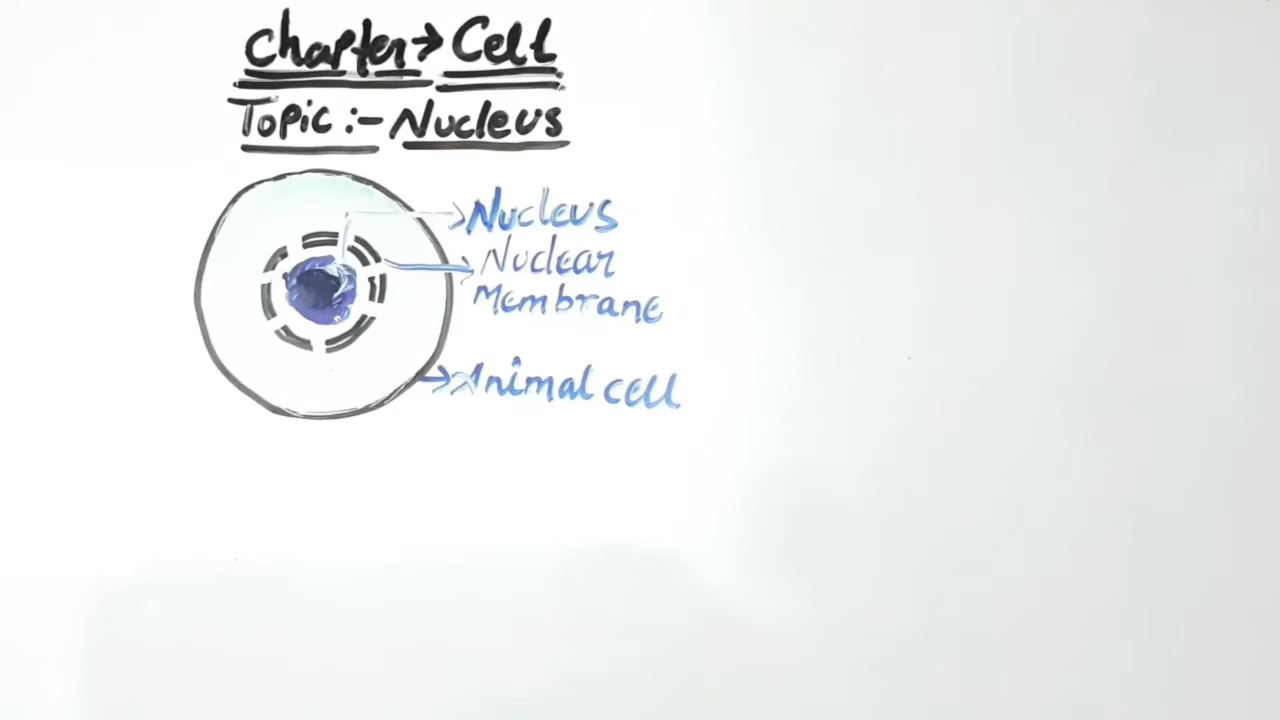 Chapter → Cell
Topic :- Nucleus
Nucleus
Nuclear
Membrane
Animal cell